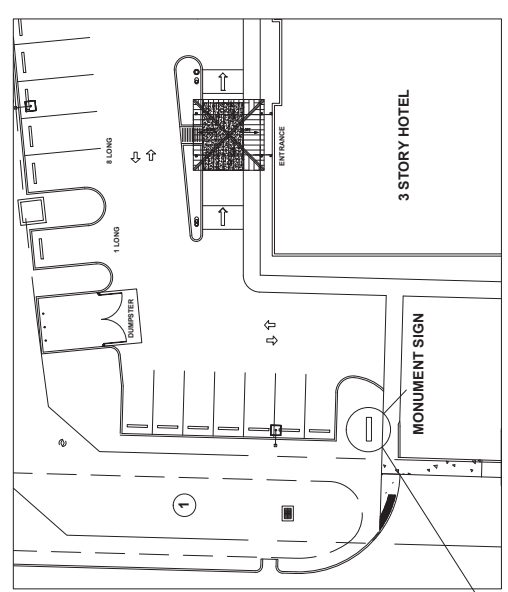 8 LONG
1 LONG
DUMPSTER
ENTRANCE
3 STORY HOTEL
MONUMENT SIGN
1